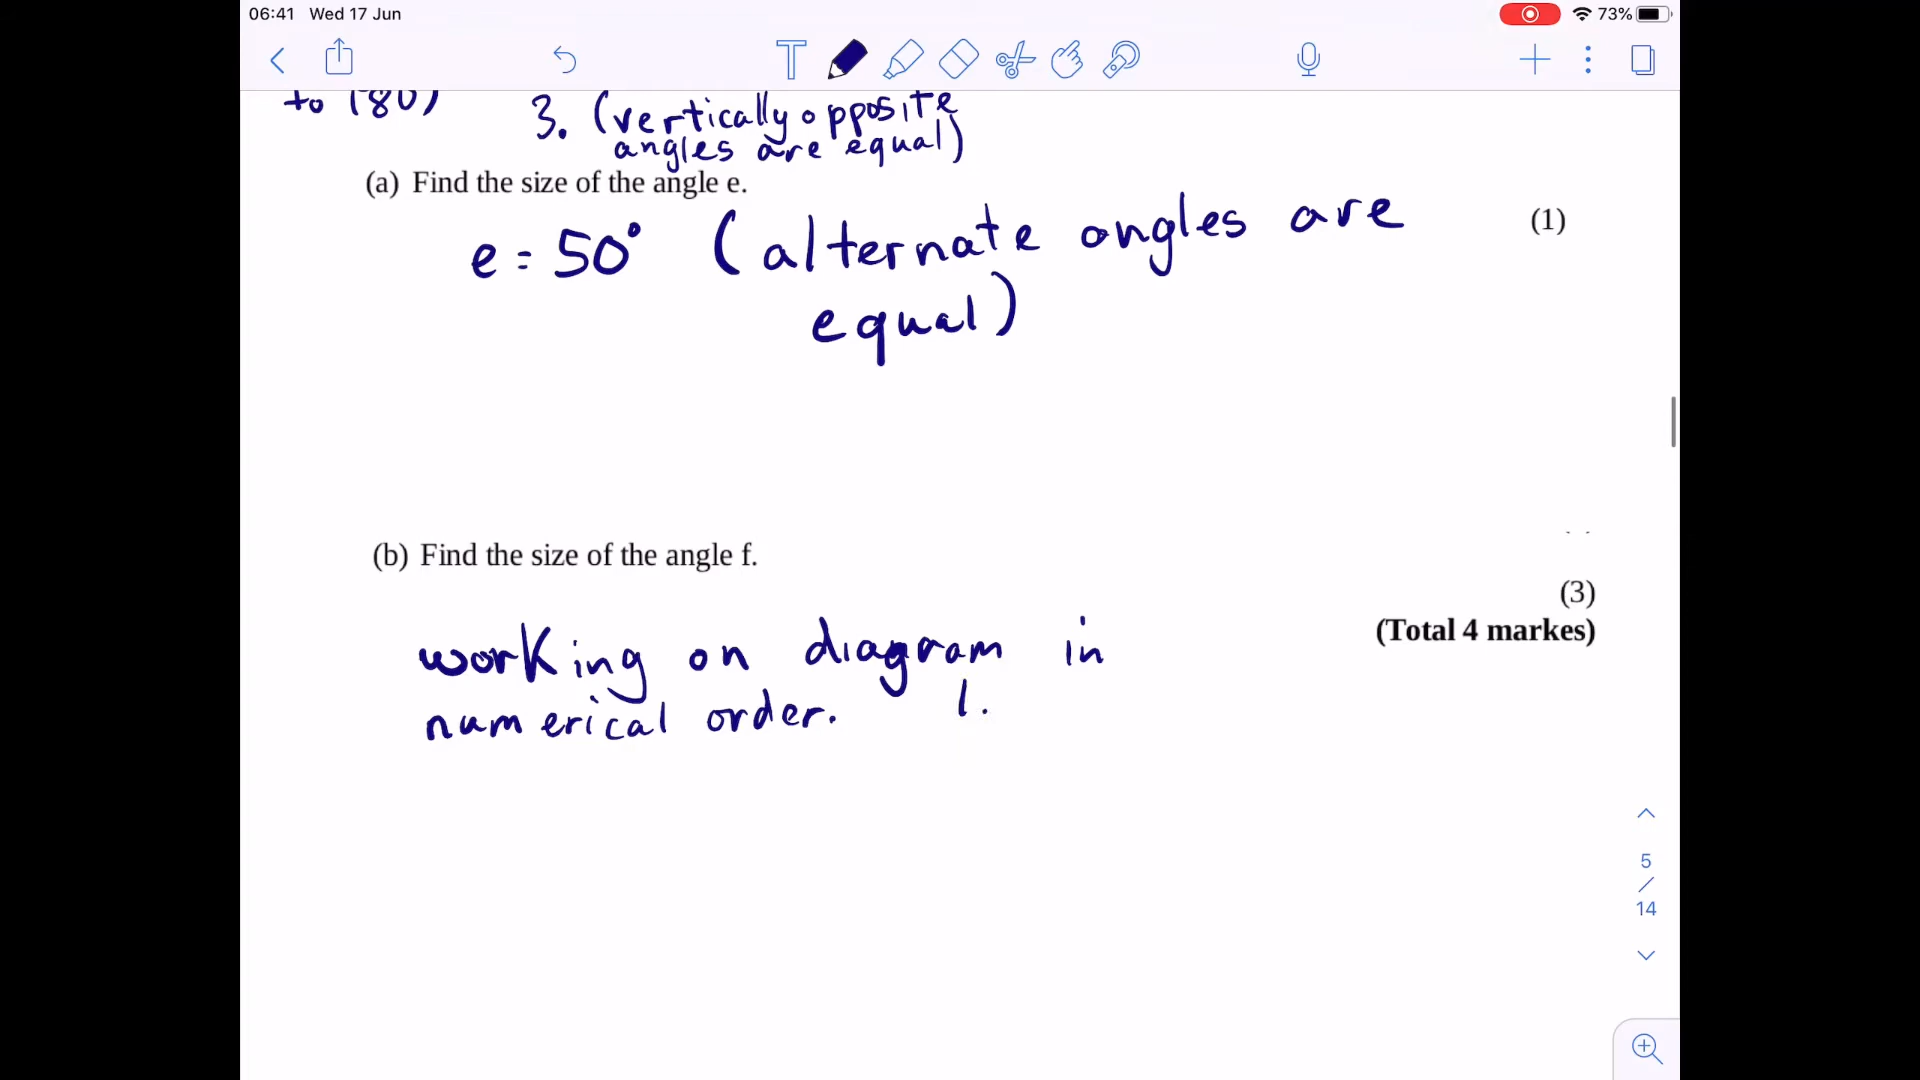 06:41 Wed 17 Jun
73%
to 180)
3. (vertically opposite
angles are equal)
(a) Find the size of the angle e.
(1)
e = 50° (alternate angles are
equal)
(b) Find the size of the angle f.
(3)
(Total 4 markes)
working on diagram in
numerical order. 1.
5
/
14